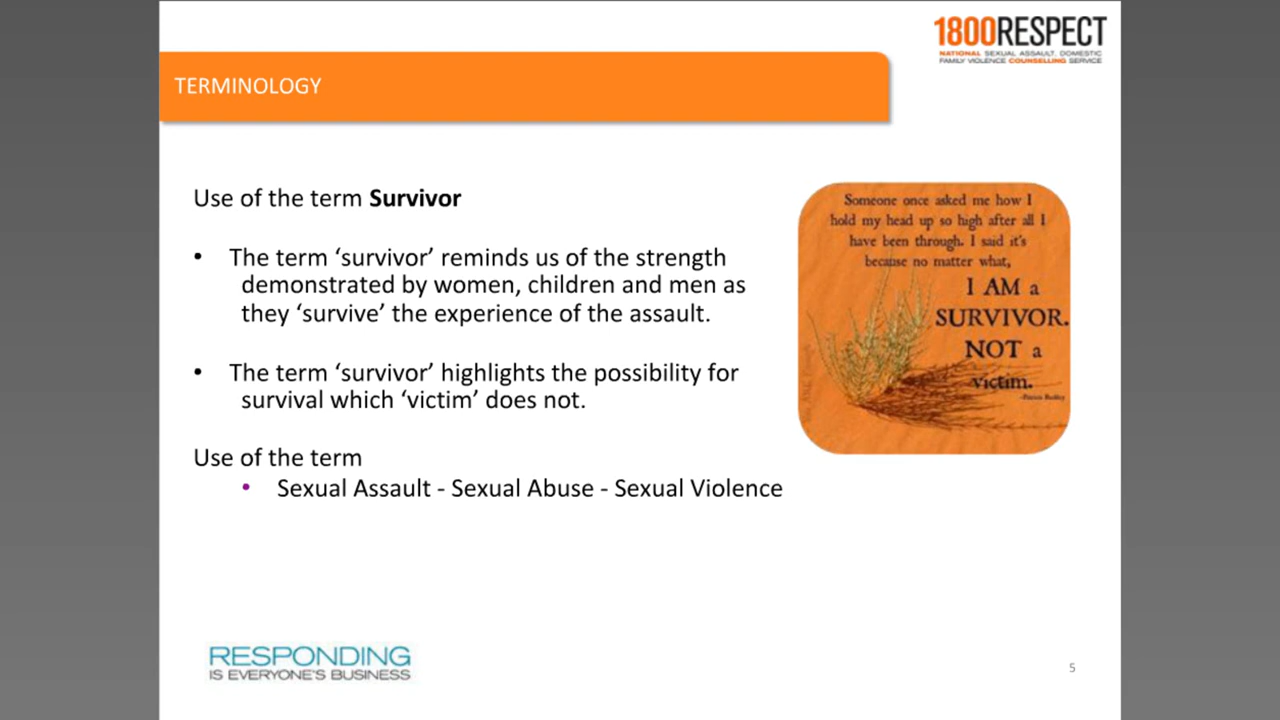 1800RESPECT
NATIONAL SEXUAL ASSAULT, DOMESTIC
FAMILY VIOLENCE COUNSELLING SERVICE
TERMINOLOGY
Use of the term Survivor
• The term ‘survivor’ reminds us of the strength
demonstrated by women, children and men as
they ‘survive’ the experience of the assault.
• The term ‘survivor’ highlights the possibility for
survival which ‘victim’ does not.
Use of the term
• Sexual Assault - Sexual Abuse - Sexual Violence
Someone once asked me how I
hold my head up so high after all I
have been through. I said it's
because no matter what,
I AM a
SURVIVOR.
NOT a
victim.
RESPONDING
IS EVERYONE'S BUSINESS
5